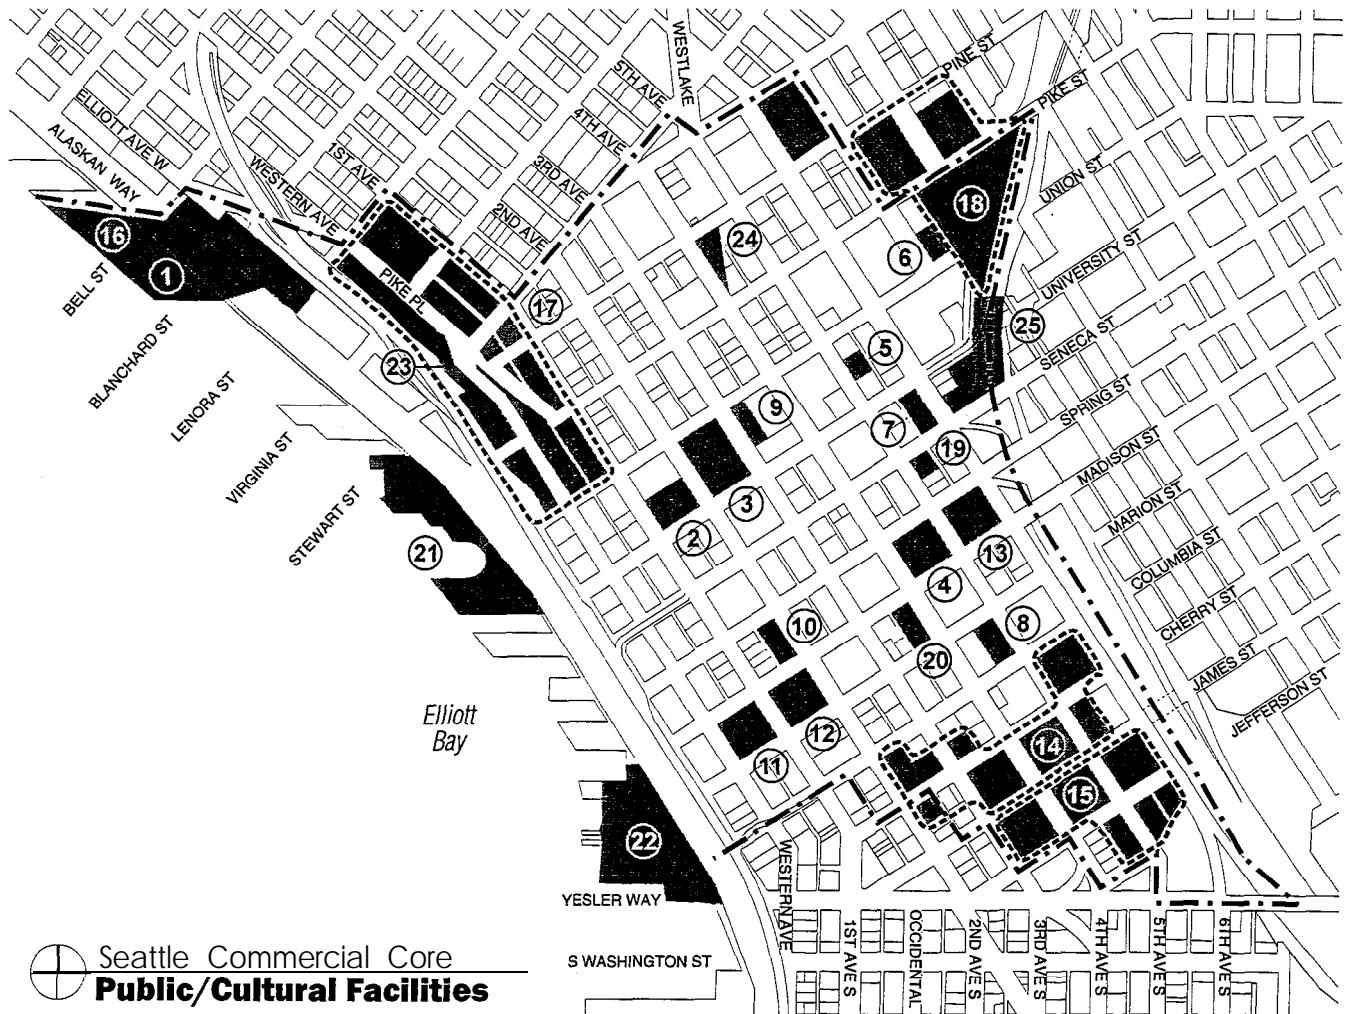 WESTLAKE
PINE ST
PIKE ST
5TH AVE
4TH AVE
3RD AVE
2ND AVE
1ST AVE
WESTERN AVE
ELLIOTT AVE W
ALASKAN WAY
UNION ST
UNIVERSITY ST
SENECA ST
SPRING ST
MADISON ST
MARION ST
COLUMBIA ST
CHERRY ST
JAMES ST
JEFFERSON ST
BELL ST
BLANCHARD ST
LENORA ST
VIRGINIA ST
STEWART ST
PIKE PL
16
1
18
24
6
17
25
23
5
9
7
19
3
2
21
13
4
10
8
20
12
11
14
15
22
Elliott
Bay
YESLER WAY
S WASHINGTON ST
WESTERN AVE
1ST AVE S
OCCIDENTAL
2ND AVE S
3RD AVE S
4TH AVE S
5TH AVE S
6TH AVE S
Seattle Commercial Core
Public/Cultural Facilities